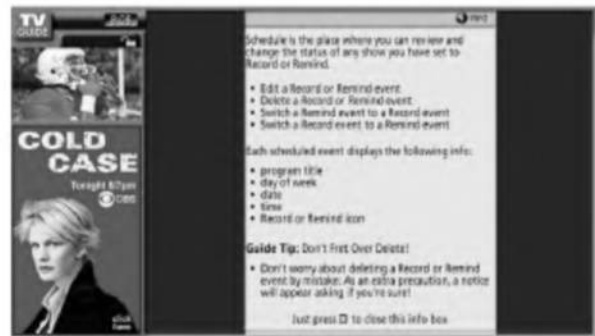 TV
GUIDE
INFO
Schedule is the place where you can review and
change the status of any show you have set to
Record or Remind.
• Edit a Record or Remind event
• Delete a Record or Remind event
• Switch a Remind event to a Record event
• Switch a Record event to a Remind event
Each scheduled event displays the following info:
• program title
• day of week
• date
• time
• Record or Remind icon
Guide Tip: Don't Fret Over Delete!
• Don't worry about deleting a Record or Remind
event by mistake. As an extra precaution, a notice
will appear asking if you're sure!
Just press to close this info box
COLD
CASE
Tonight 8/7pm
CBS
click
here